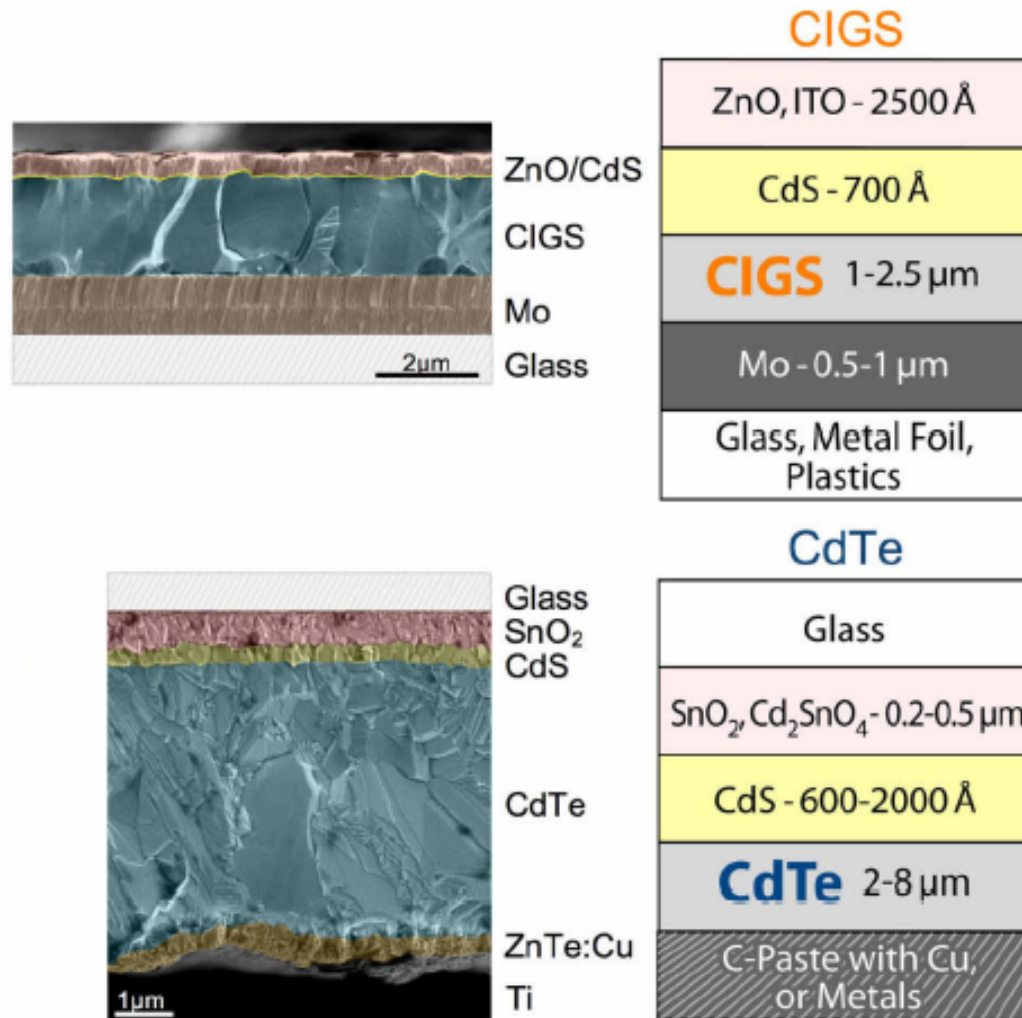 CIGS
ZnO/CdS
CIGS
Mo
Glass
2μm
ZnO, ITO - 2500 Å
CdS - 700 Å
CIGS 1-2.5 μm
Mo - 0.5-1 μm
Glass, Metal Foil,
Plastics
CdTe
Glass
SnO₂
CdS
CdTe
ZnTe:Cu
Ti
1μm
Glass
SnO₂, Cd₂SnO₄ - 0.2-0.5 μm
CdS - 600-2000 Å
CdTe 2-8 μm
C-Paste with Cu,
or Metals